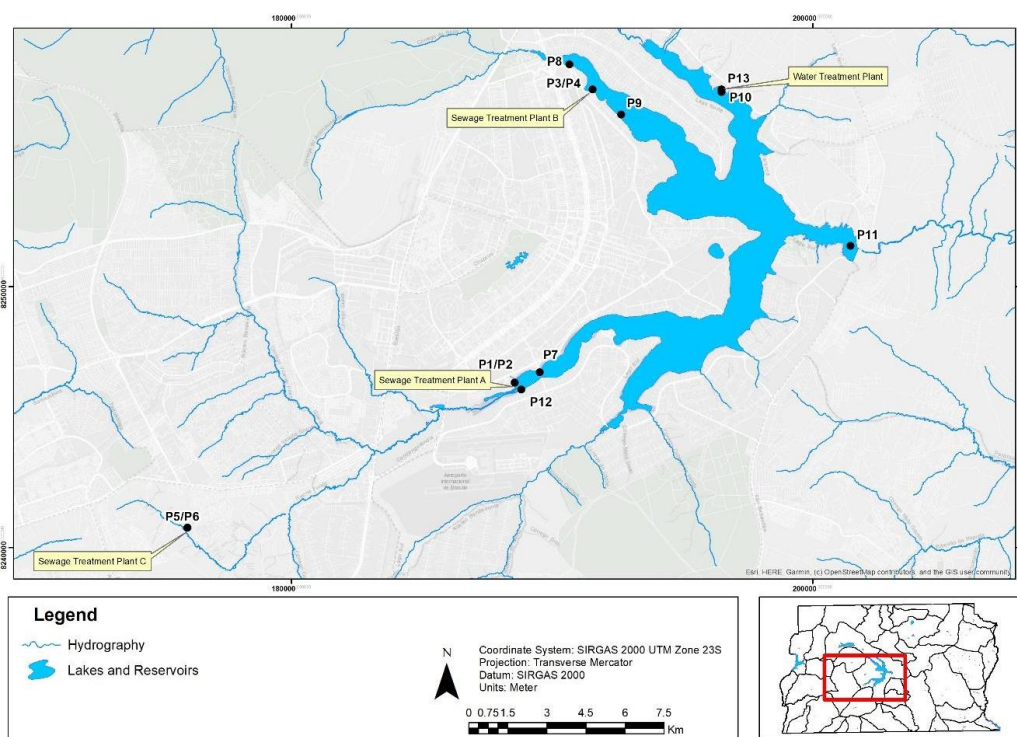 180000
200000
P8
P13
Water Treatment Plant
P3/P4
P10
Sewage Treatment Plant B
P9
P11
8250000
P7
P1/P2
Sewage Treatment Plant A
P12
P5/P6
Sewage Treatment Plant C
8240000
Esri, HERE, Garmin, (c) OpenStreetMap contributors, and the GIS user community
180000
200000
Legend
Hydrography
Lakes and Reservoirs
N
Coordinate System: SIRGAS 2000 UTM Zone 23S
Projection: Transverse Mercator
Datum: SIRGAS 2000
Units: Meter
0 0.75 1.5 3 4.5 6 7.5
Km